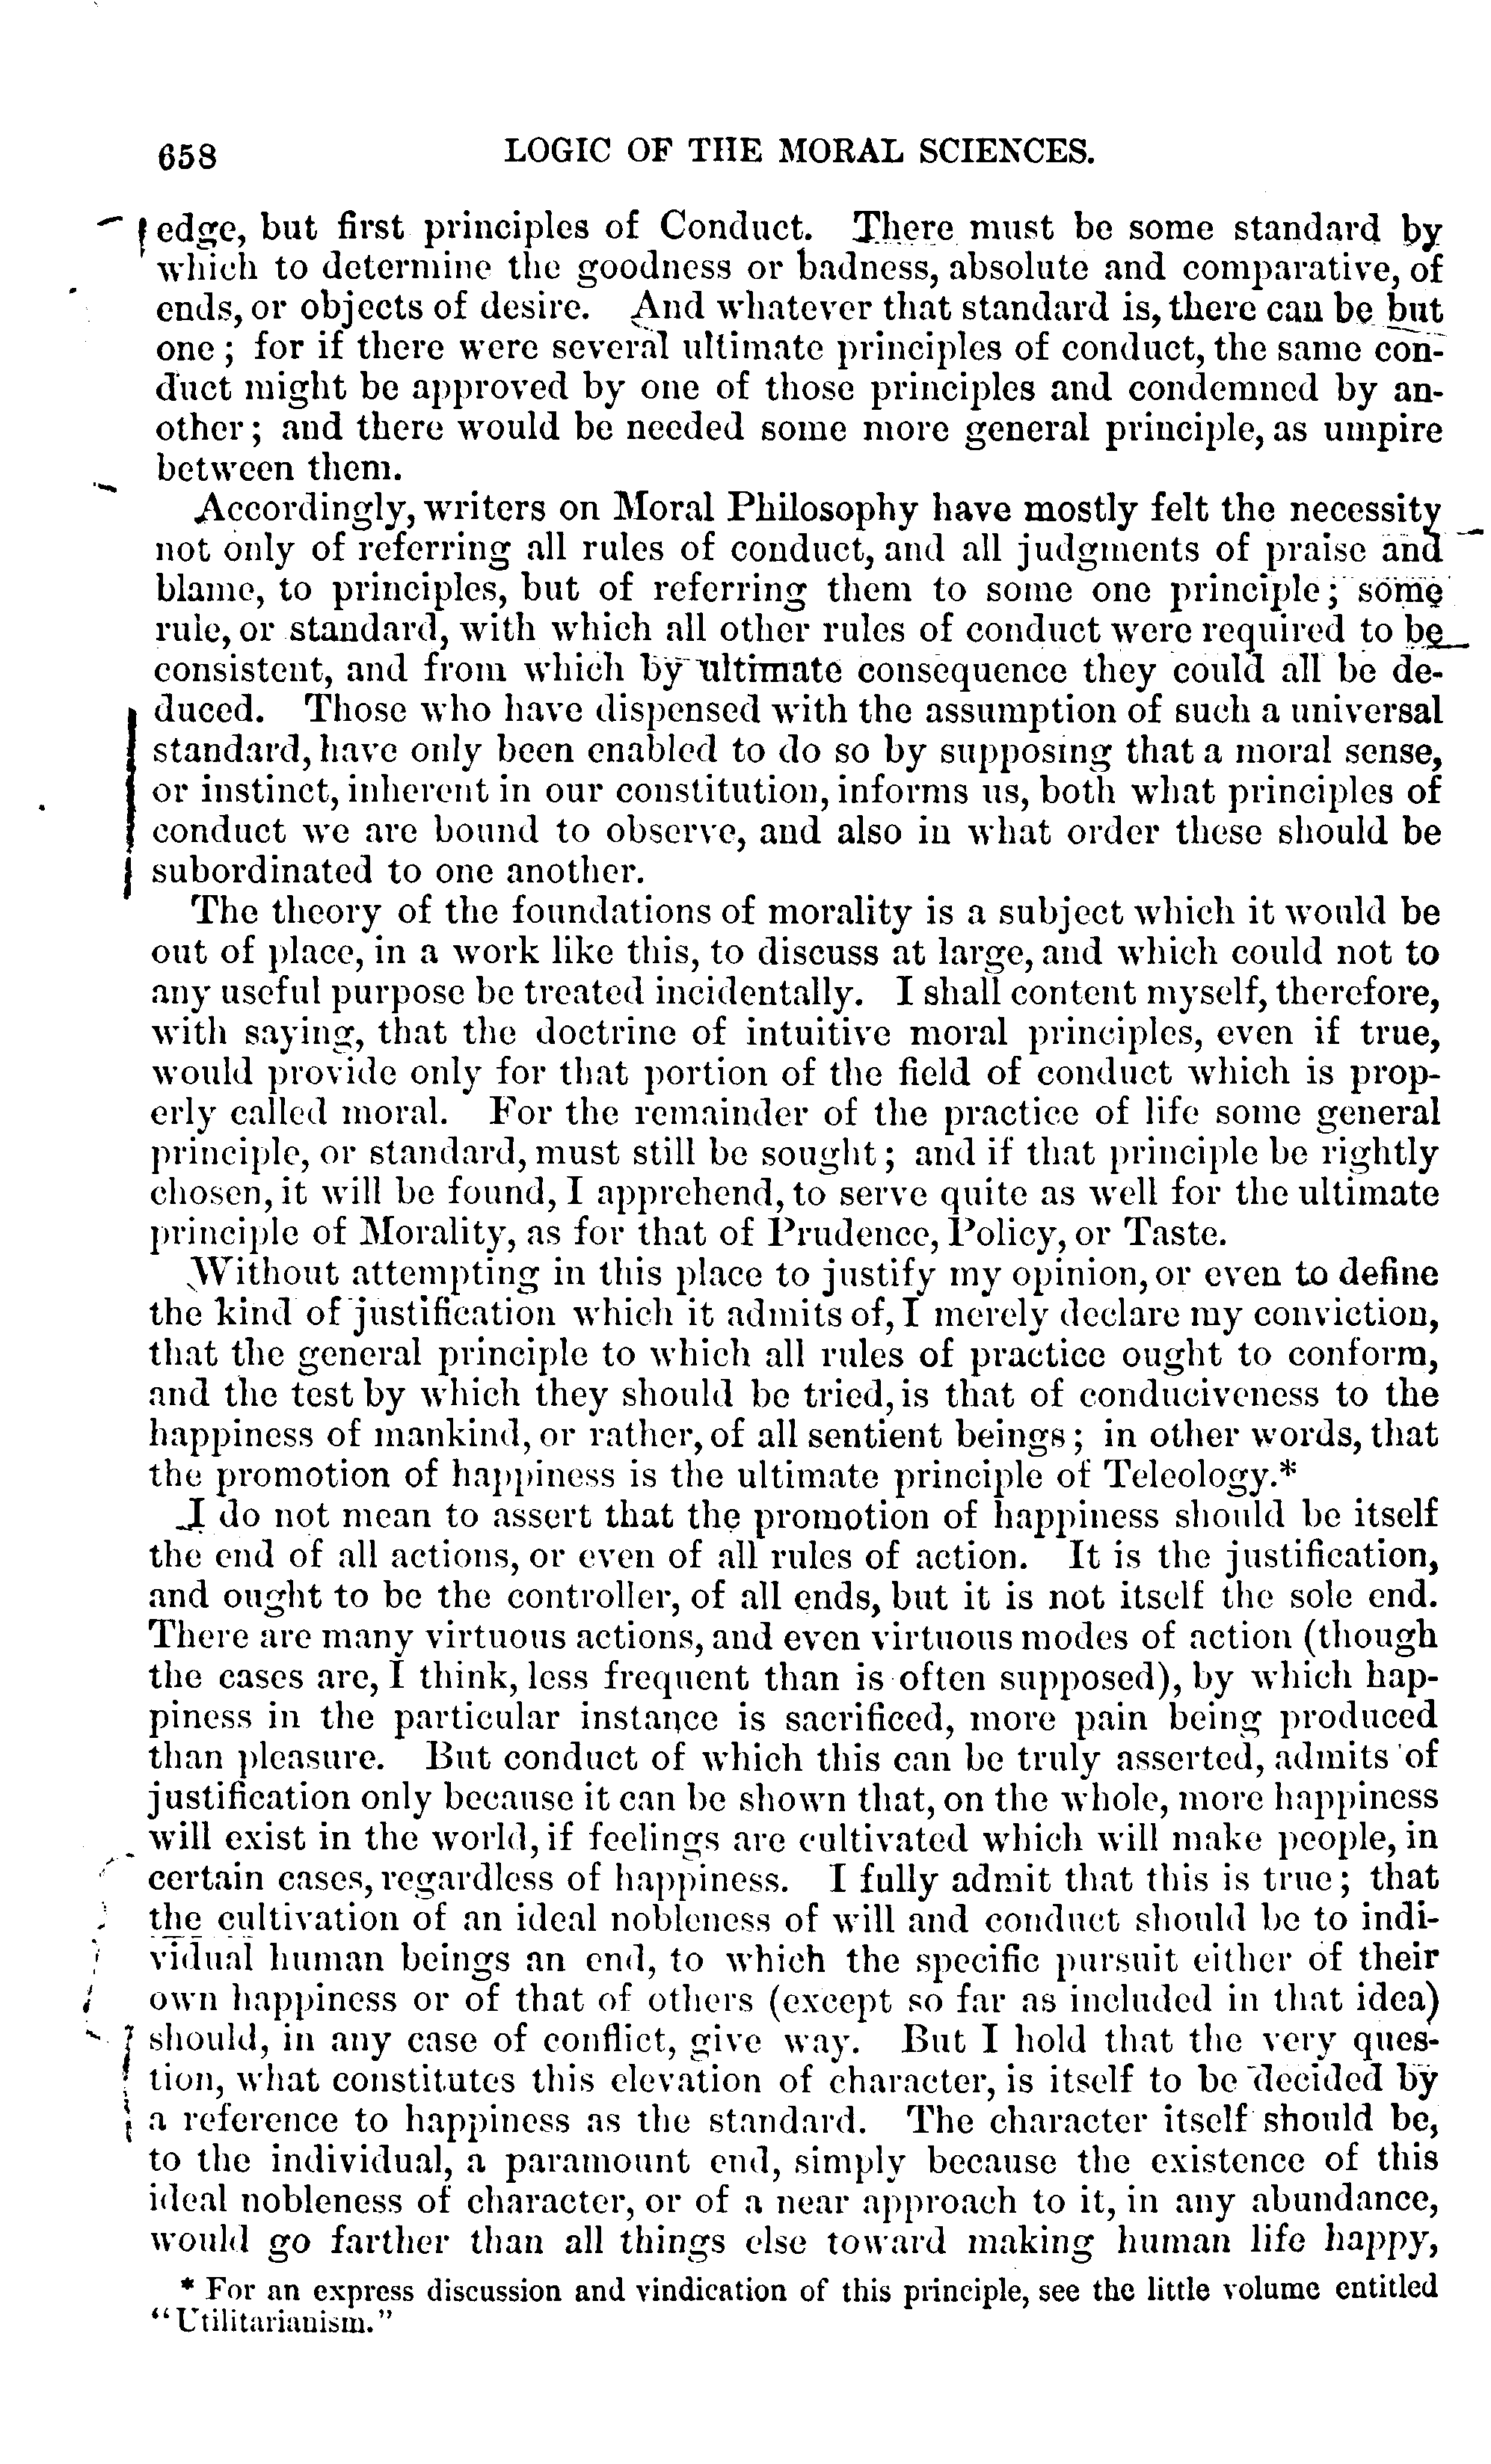 658 LOGIC OF THE MORAL SCIENCES.
edge, but first principles of Conduct. There must be some standard by
which to determine the goodness or badness, absolute and comparative, of
ends, or objects of desire. And whatever that standard is, there can be but
one; for if there were several ultimate principles of conduct, the same con-
duct might be approved by one of those principles and condemned by an-
other; and there would be needed some more general principle, as umpire
between them.
Accordingly, writers on Moral Philosophy have mostly felt the necessity
not only of referring all rules of conduct, and all judgments of praise and
blame, to principles, but of referring them to some one principle; some
rule, or standard, with which all other rules of conduct were required to be
consistent, and from which by ultimate consequence they could all be de-
duced. Those who have dispensed with the assumption of such a universal
standard, have only been enabled to do so by supposing that a moral sense,
or instinct, inherent in our constitution, informs us, both what principles of
conduct we are bound to observe, and also in what order these should be
subordinated to one another.
The theory of the foundations of morality is a subject which it would be
out of place, in a work like this, to discuss at large, and which could not to
any useful purpose be treated incidentally. I shall content myself, therefore,
with saying, that the doctrine of intuitive moral principles, even if true,
would provide only for that portion of the field of conduct which is prop-
erly called moral. For the remainder of the practice of life some general
principle, or standard, must still be sought; and if that principle be rightly
chosen, it will be found, I apprehend, to serve quite as well for the ultimate
principle of Morality, as for that of Prudence, Policy, or Taste.
Without attempting in this place to justify my opinion, or even to define
the kind of justification which it admits of, I merely declare my conviction,
that the general principle to which all rules of practice ought to conform,
and the test by which they should be tried, is that of conduciveness to the
happiness of mankind, or rather, of all sentient beings; in other words, that
the promotion of happiness is the ultimate principle of Teleology.*
I do not mean to assert that the promotion of happiness should be itself
the end of all actions, or even of all rules of action. It is the justification,
and ought to be the controller, of all ends, but it is not itself the sole end.
There are many virtuous actions, and even virtuous modes of action (though
the cases are, I think, less frequent than is often supposed), by which hap-
piness in the particular instance is sacrificed, more pain being produced
than pleasure. But conduct of which this can be truly asserted, admits of
justification only because it can be shown that, on the whole, more happiness
will exist in the world, if feelings are cultivated which will make people, in
certain cases, regardless of happiness. I fully admit that this is true; that
the cultivation of an ideal nobleness of will and conduct should be to indi-
vidual human beings an end, to which the specific pursuit either of their
own happiness or of that of others (except so far as included in that idea)
should, in any case of conflict, give way. But I hold that the very ques-
tion, what constitutes this elevation of character, is itself to be decided by
a reference to happiness as the standard. The character itself should be,
to the individual, a paramount end, simply because the existence of this
ideal nobleness of character, or of a near approach to it, in any abundance,
would go farther than all things else toward making human life happy,
* For an express discussion and vindication of this principle, see the little volume entitled
"Utilitarianism."